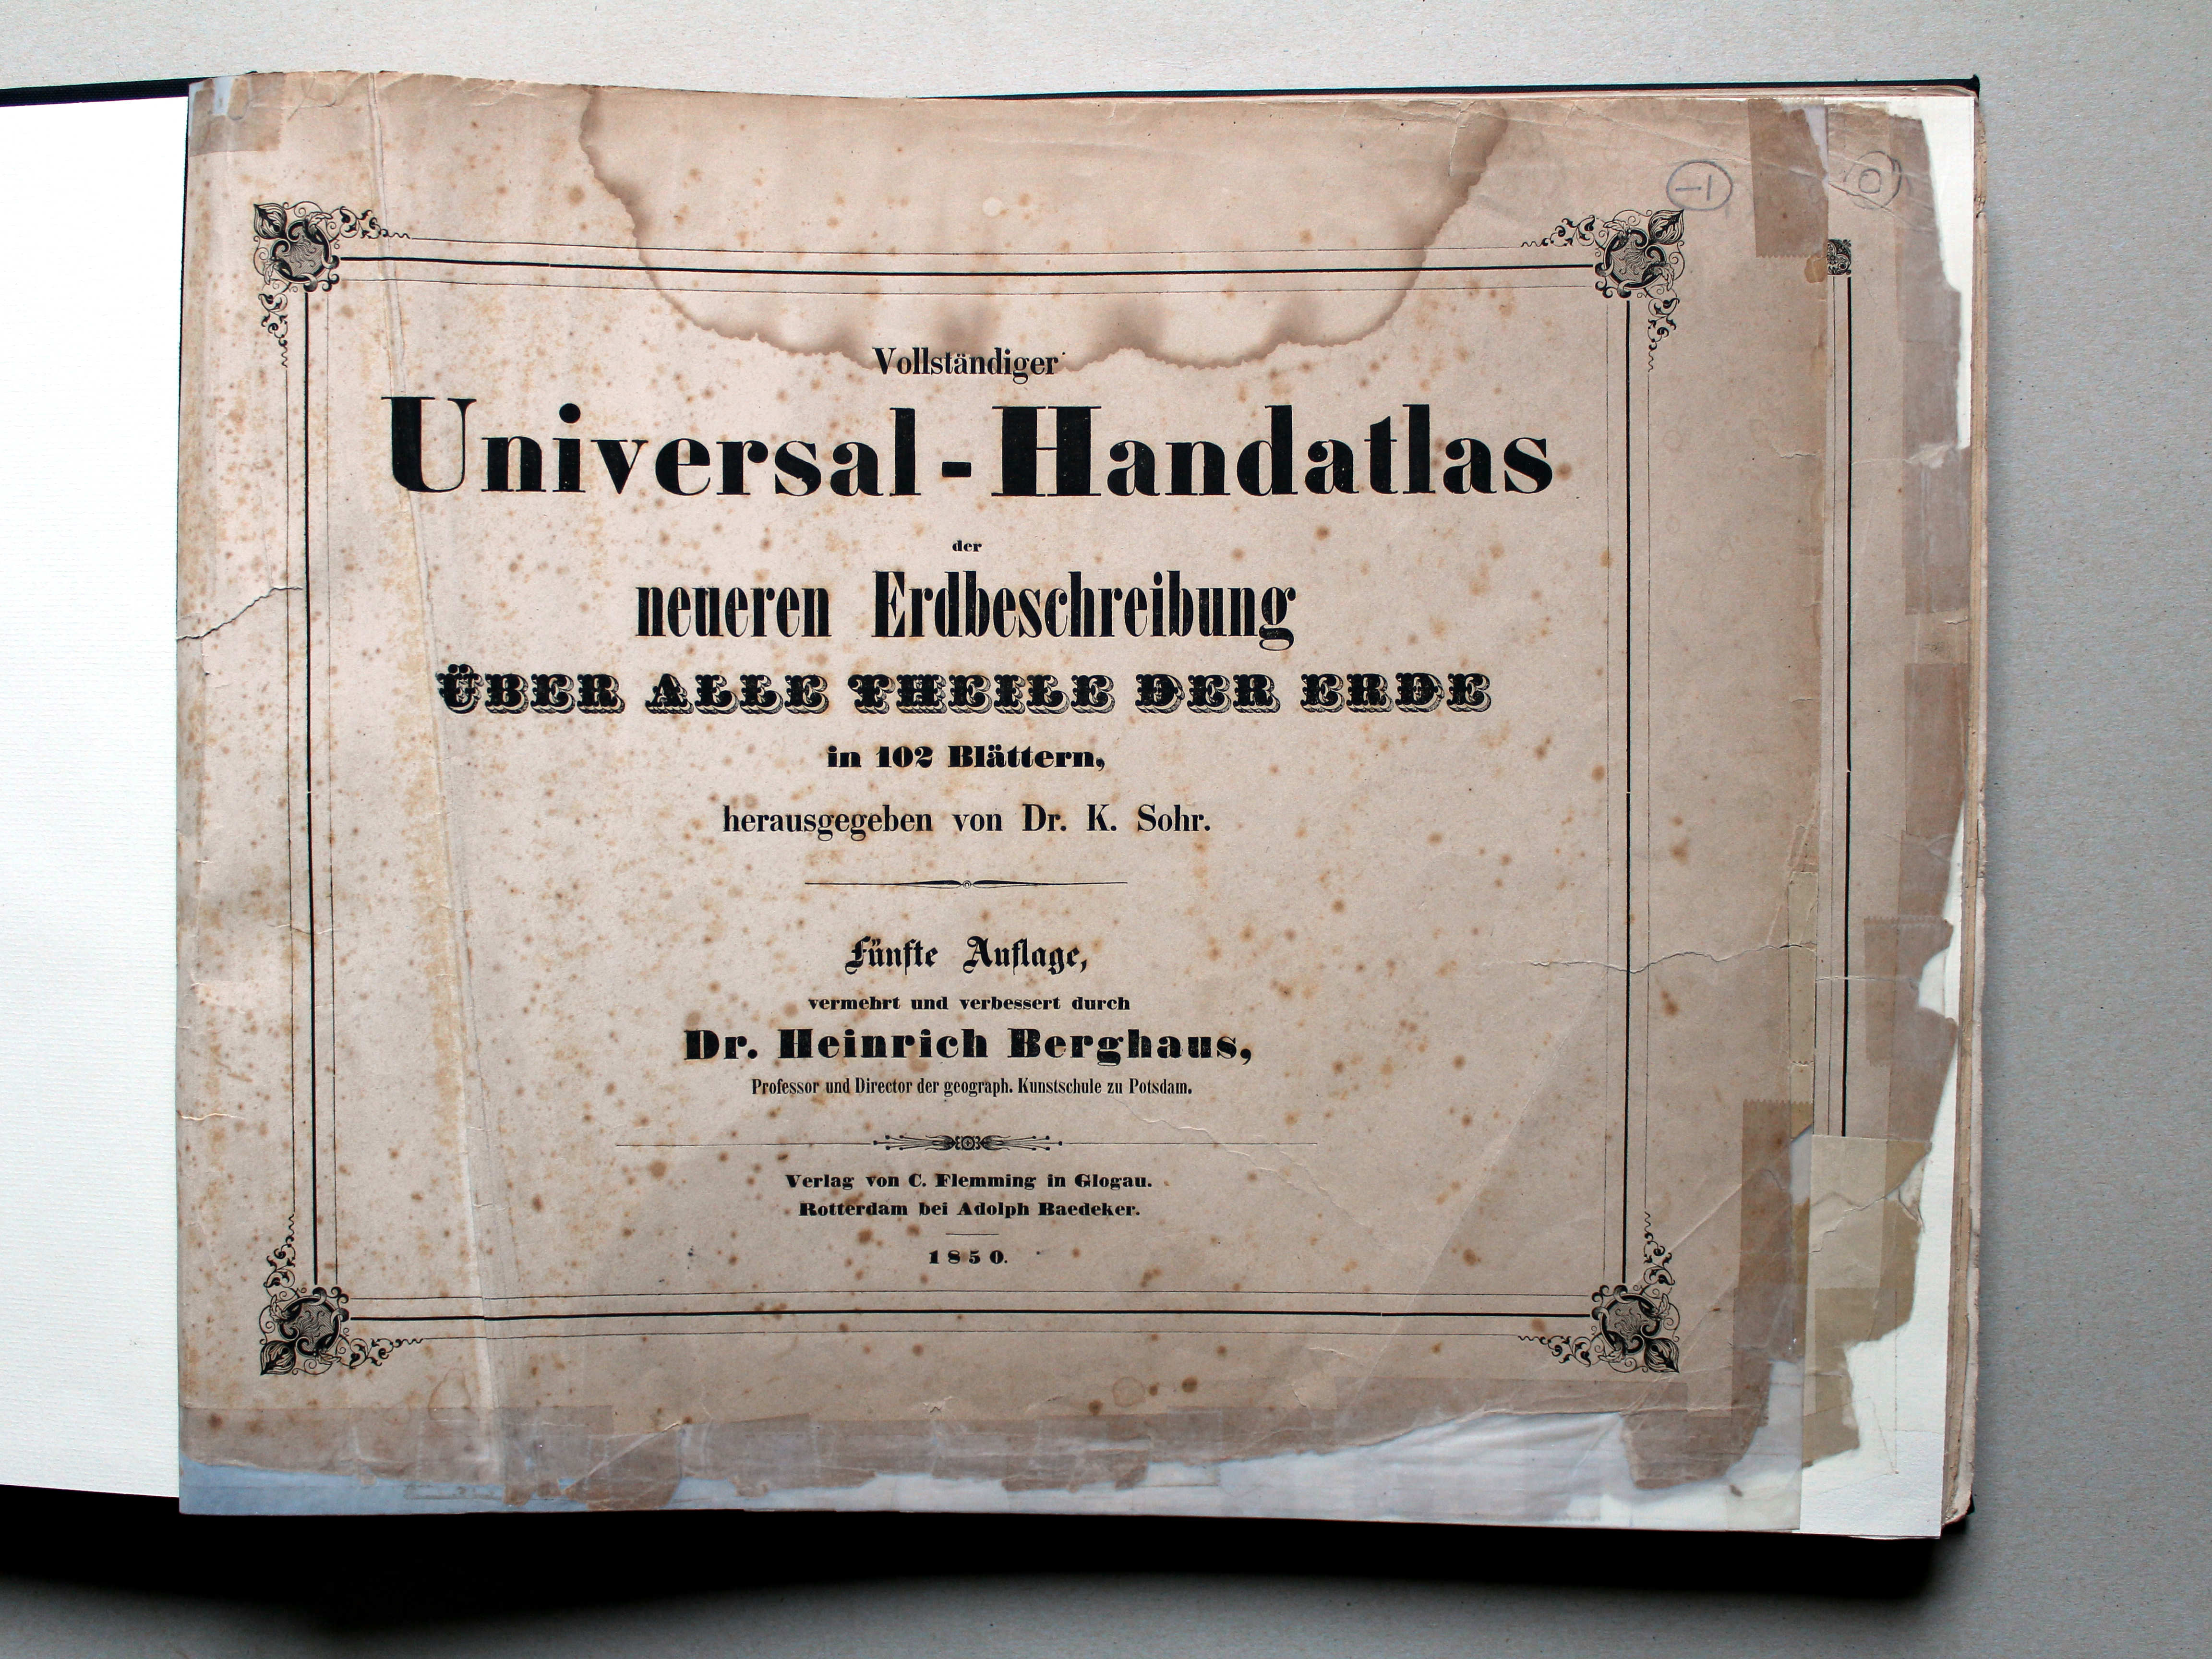 Vollständiger
Universal-Handatlas
der
neueren Erdbeschreibung
ÜBER ALLE THEILE DER ERDE
in 102 Blättern,
herausgegeben von Dr. K. Sohr.
Fünfte Auflage,
vermehrt und verbessert durch
Dr. Heinrich Berghaus,
Professor und Director der geograph. Kunstschule zu Potsdam.
Verlag von C. Flemming in Glogau.
Rotterdam bei Adolph Baedeker.
1850.